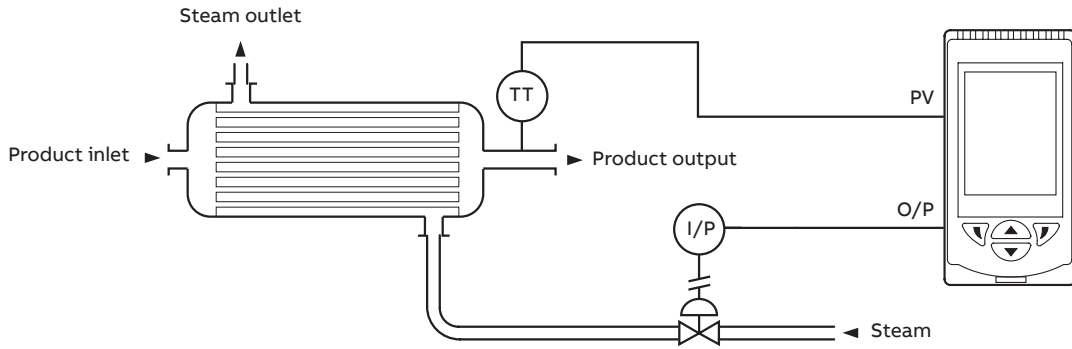 Steam outlet
TT
PV
Product inlet
Product output
O/P
I/P
Steam